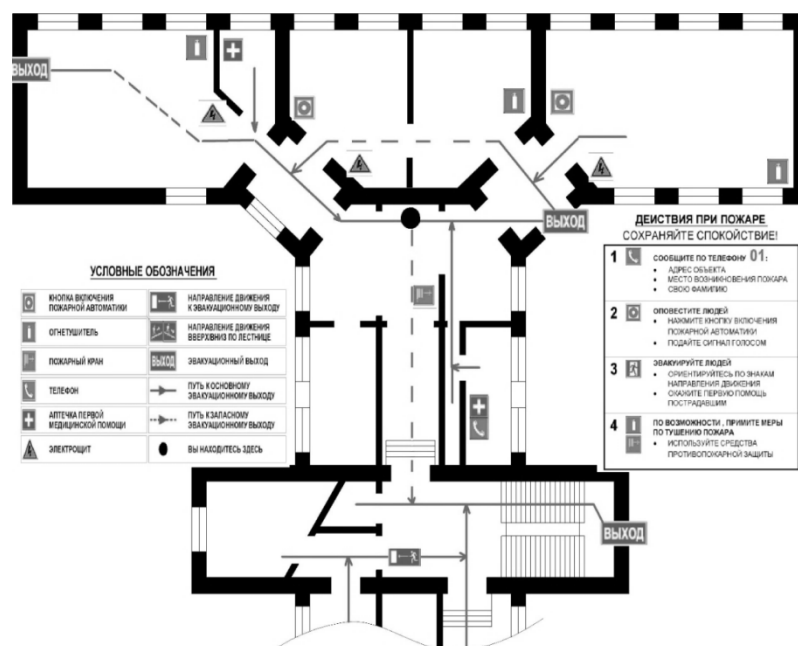 ВЫХОД
ВЫХОД
ДЕИСТВИЯ ПРИ ПОЖАРЕ
СОХРАНЯЙТЕ СПОКОЙСТВИЕ!
1 СООБЩИТЕ ПО ТЕЛЕФОНУ 01:
• АДРЕС ОБЪЕКТА
• МЕСТО ВОЗНИКНОВЕНИЯ ПОЖАРА
• СВОЮ ФАМИЛИЮ
2 ОПОВЕСТИТЕ ЛЮДЕЙ
• НАЖМИТЕ КНОПКУ ВКЛЮЧЕНИЯ
ПОЖАРНОЙ АВТОМАТИКИ
• ПОДАЙТЕ СИГНАЛ ГОЛОСОМ
3 ЭВАКУИРУЙТЕ ЛЮДЕЙ
• ОРИЕНТИРУЙТЕСЬ ПО ЗНАКАМ
НАПРАВЛЕНИЯ ДВИЖЕНИЯ
• ОКАЖИТЕ ПЕРВУЮ ПОМОЩЬ
ПОСТРАДАВШИМ
4 ПО ВОЗМОЖНОСТИ, ПРИМИТЕ МЕРЫ
ПО ТУШЕНИЮ ПОЖАРА
• ИСПОЛЬЗУЙТЕ СРЕДСТВА
ПРОТИВОПОЖАРНОЙ ЗАЩИТЫ
УСЛОВНЫЕ ОБОЗНАЧЕНИЯ
КНОПКА ВКЛЮЧЕНИЯ
ПОЖАРНОЙ АВТОМАТИКИ
НАПРАВЛЕНИЕ ДВИЖЕНИЯ
К ЭВАКУАЦИОННОМУ ВЫХОДУ
ОГНЕТУШИТЕЛЬ
НАПРАВЛЕНИЕ ДВИЖЕНИЯ
ВВЕРХ/ВНИЗ ПО ЛЕСТНИЦЕ
ПОЖАРНЫЙ КРАН
ВЫХОД
ЭВАКУАЦИОННЫЙ ВЫХОД
ТЕЛЕФОН
ПУТЬ К ОСНОВНОМУ
ЭВАКУАЦИОННОМУ ВЫХОДУ
АПТЕЧКА ПЕРВОЙ
МЕДИЦИНСКОЙ ПОМОЩИ
ПУТЬ К ЗАПАСНОМУ
ЭВАКУАЦИОННОМУ ВЫХОДУ
ЭЛЕКТРОЩИТ
ВЫ НАХОДИТЕСЬ ЗДЕСЬ
ВЫХОД